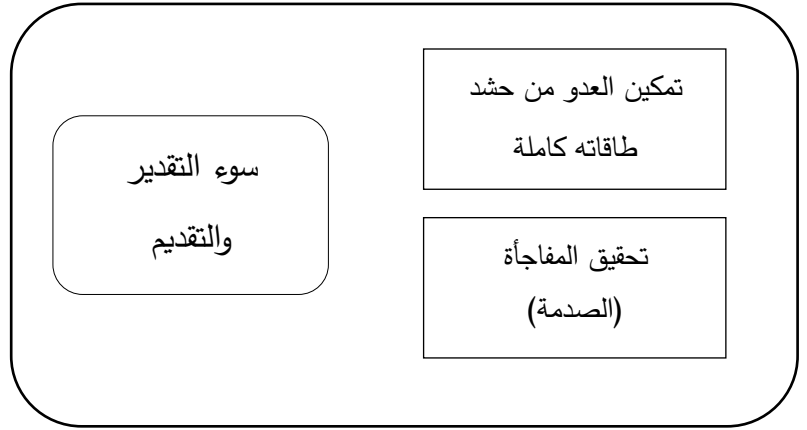 تمكين العدو من حشد
طاقاته كاملة
تحقيق المفاجأة
(الصدمة)
سوء التقدير
والتقديم